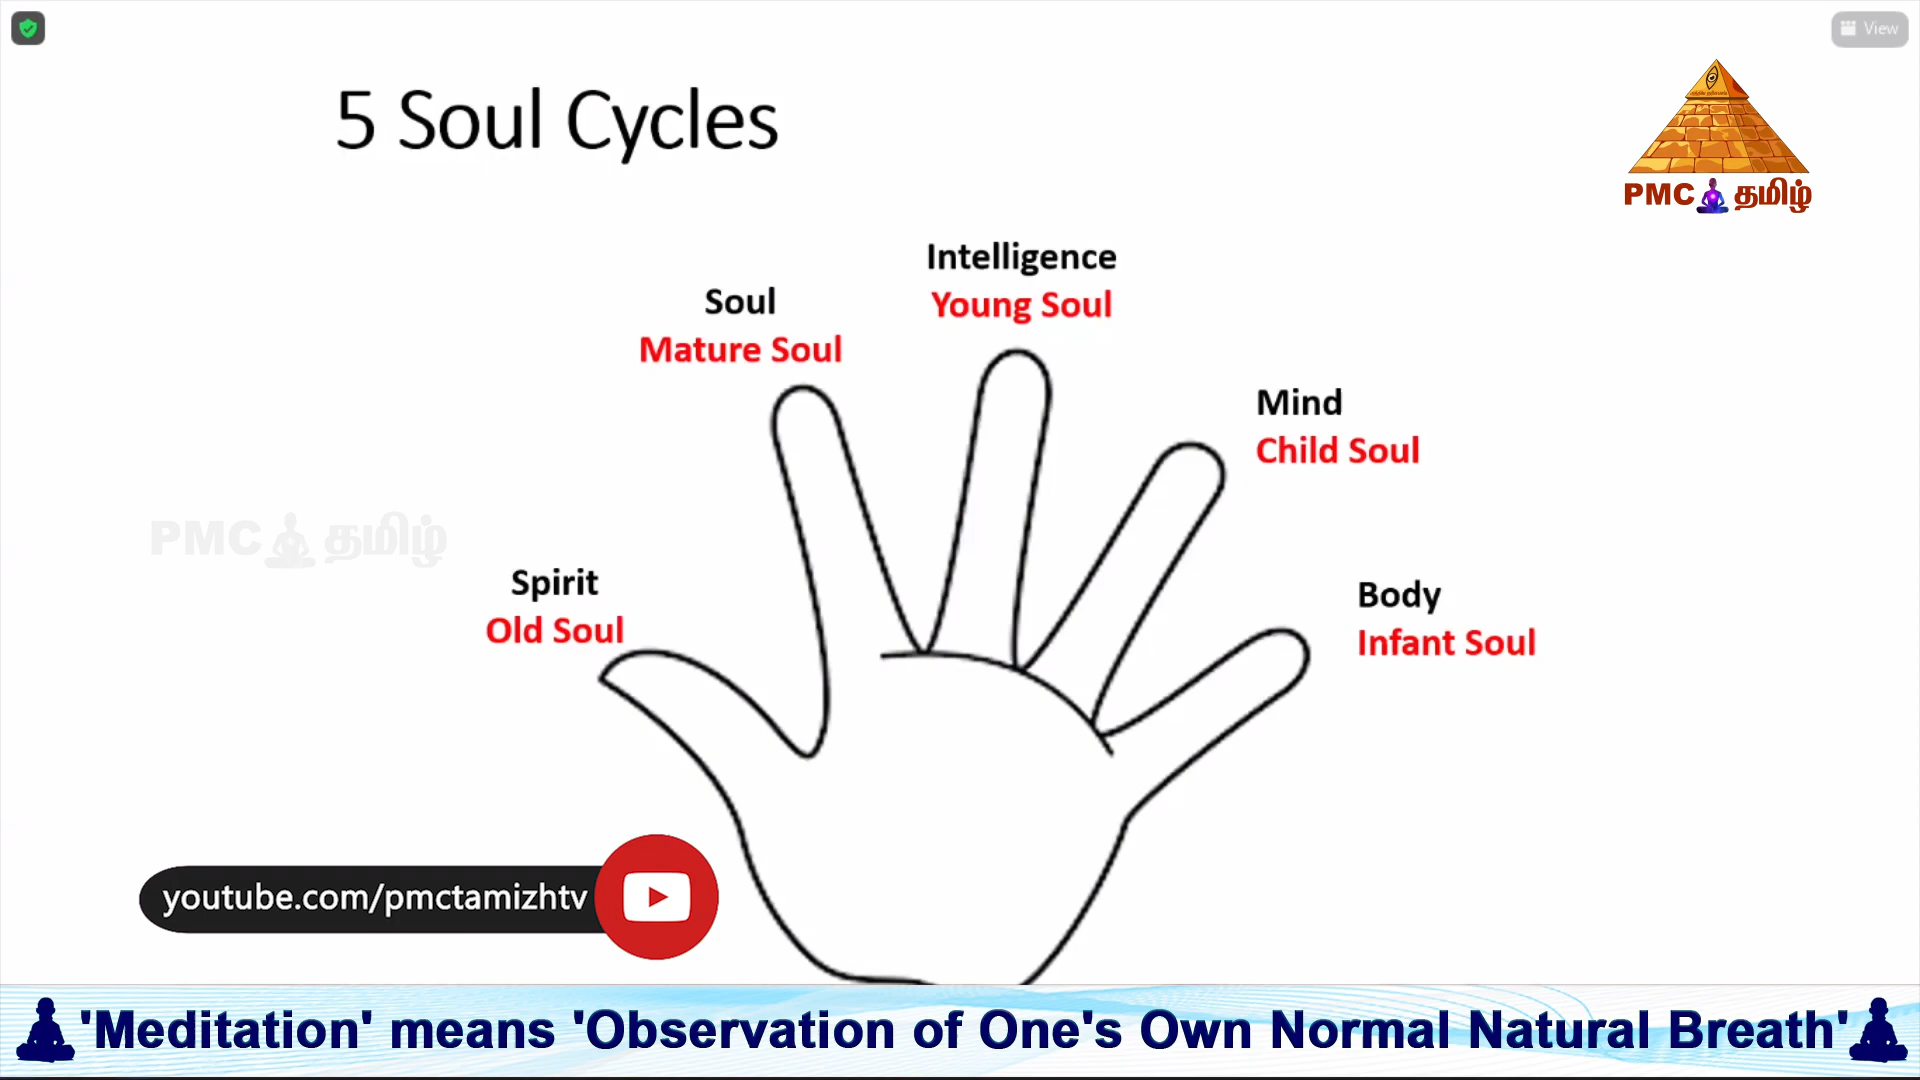 View
5 Soul Cycles
PMC தமிழ்
Intelligence
Young Soul
Soul
Mature Soul
Mind
Child Soul
PMC தமிழ்
Spirit
Old Soul
Body
Infant Soul
youtube.com/pmctamizhtv
'Meditation' means 'Observation of One's Own Normal Natural Breath'